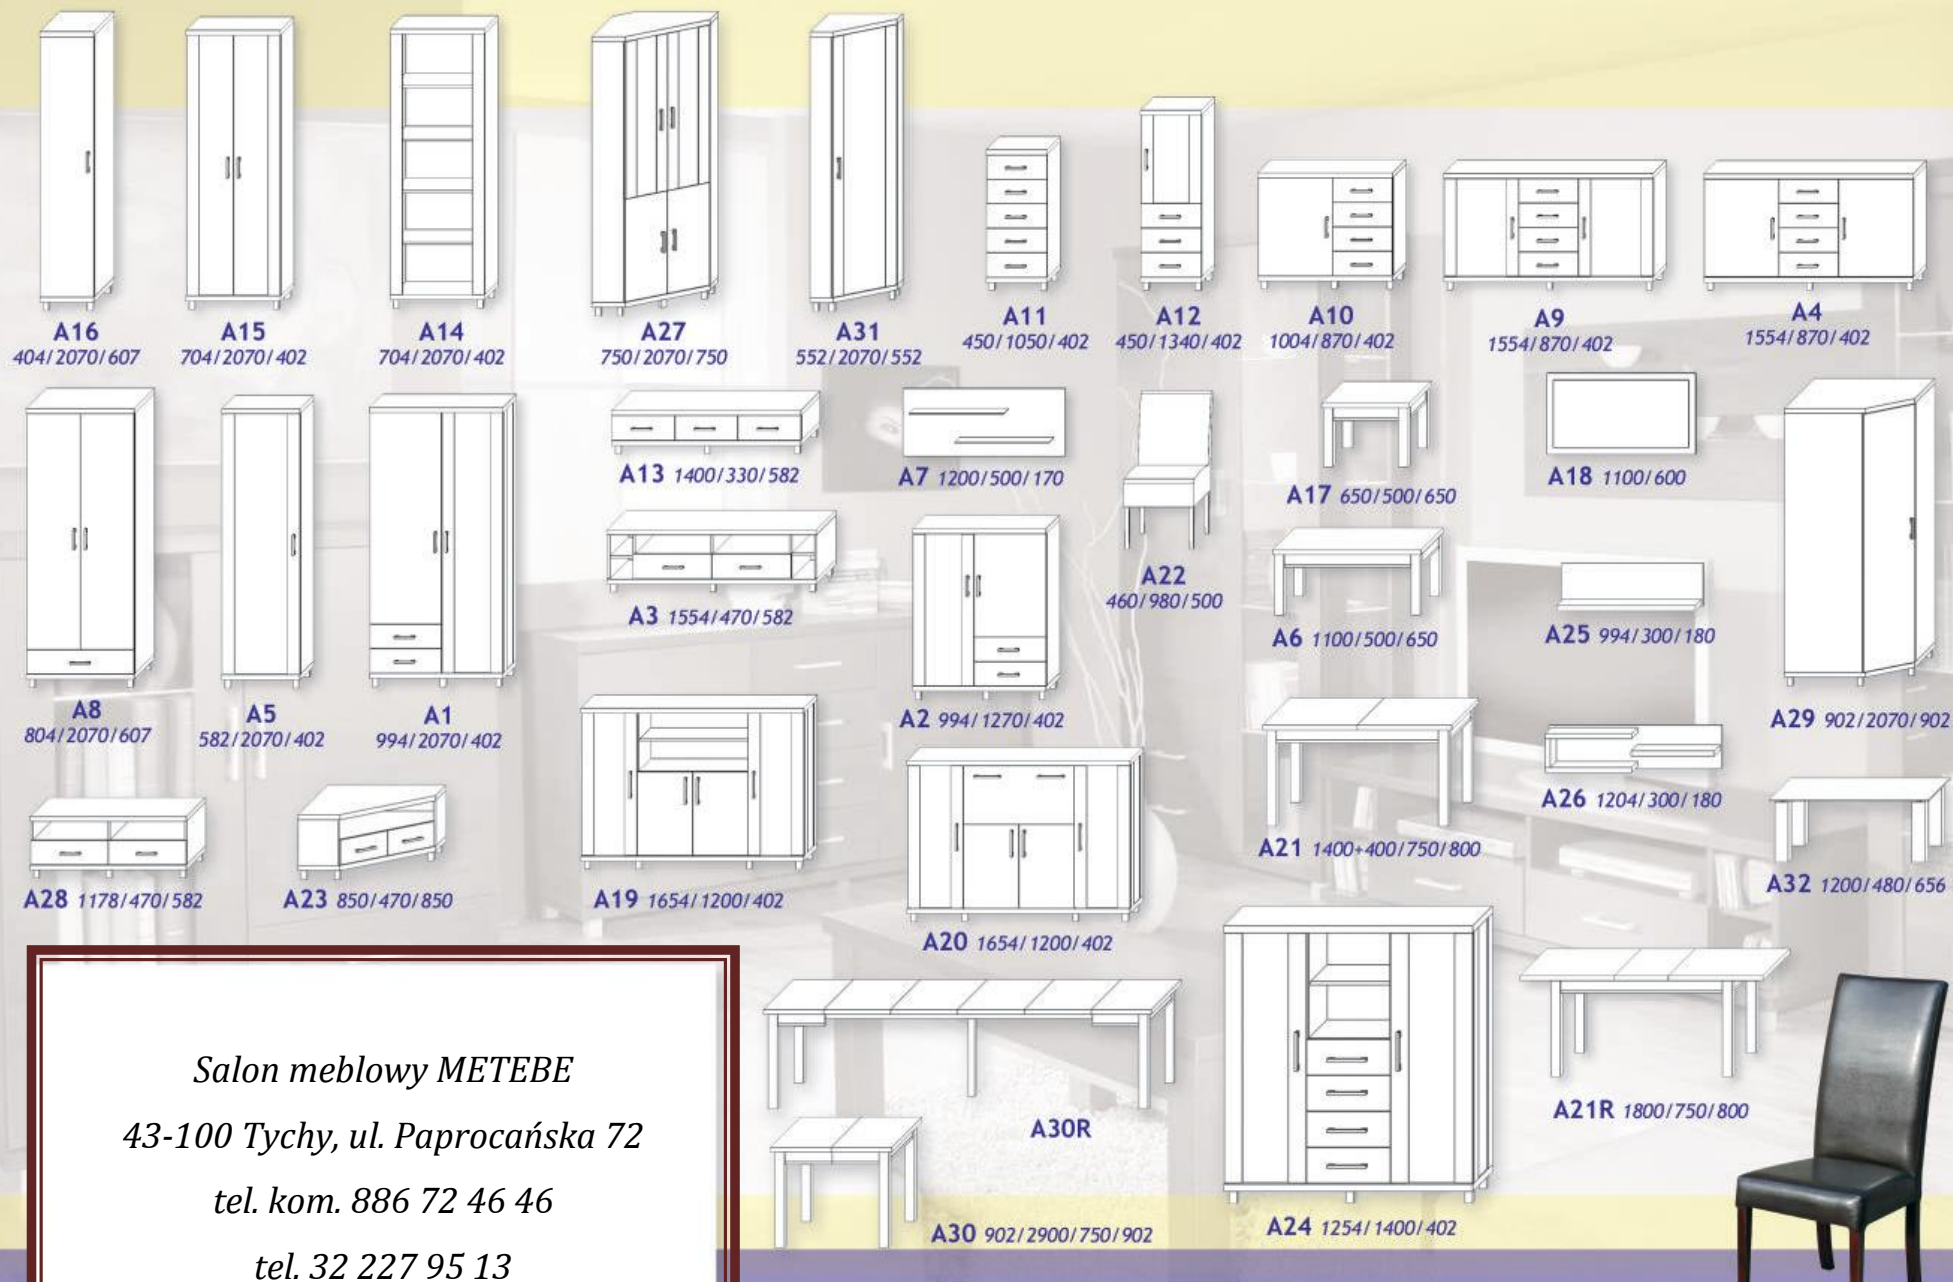 A16
404/2070/607
A15
704/2070/402
A14
704/2070/402
A27
750/2070/750
A31
552/2070/552
A11
450/1050/402
A12
450/1340/402
A10
1004/870/402
A9
1554/870/402
A4
1554/870/402
A8
804/2070/607
A5
582/2070/402
A1
994/2070/402
A13 1400/330/582
A7 1200/500/170
A22
460/980/500
A17 650/500/650
A18 1100/600
A3 1554/470/582
A2 994/1270/402
A6 1100/500/650
A25 994/300/180
A29 902/2070/902
A28 1178/470/582
A23 850/470/850
A19 1654/1200/402
A20 1654/1200/402
A21 1400+400/750/800
A26 1204/300/180
A32 1200/480/656
A30R
A30 902/2900/750/902
A24 1254/1400/402
A21R 1800/750/800
Salon meblowy METEBE
43-100 Tychy, ul. Paprocańska 72
tel. kom. 886 72 46 46
tel. 32 227 95 13